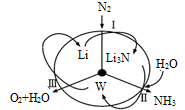 N₂
I
Li Li₃N
H₂O
III W II
O₂+H₂O NH₃